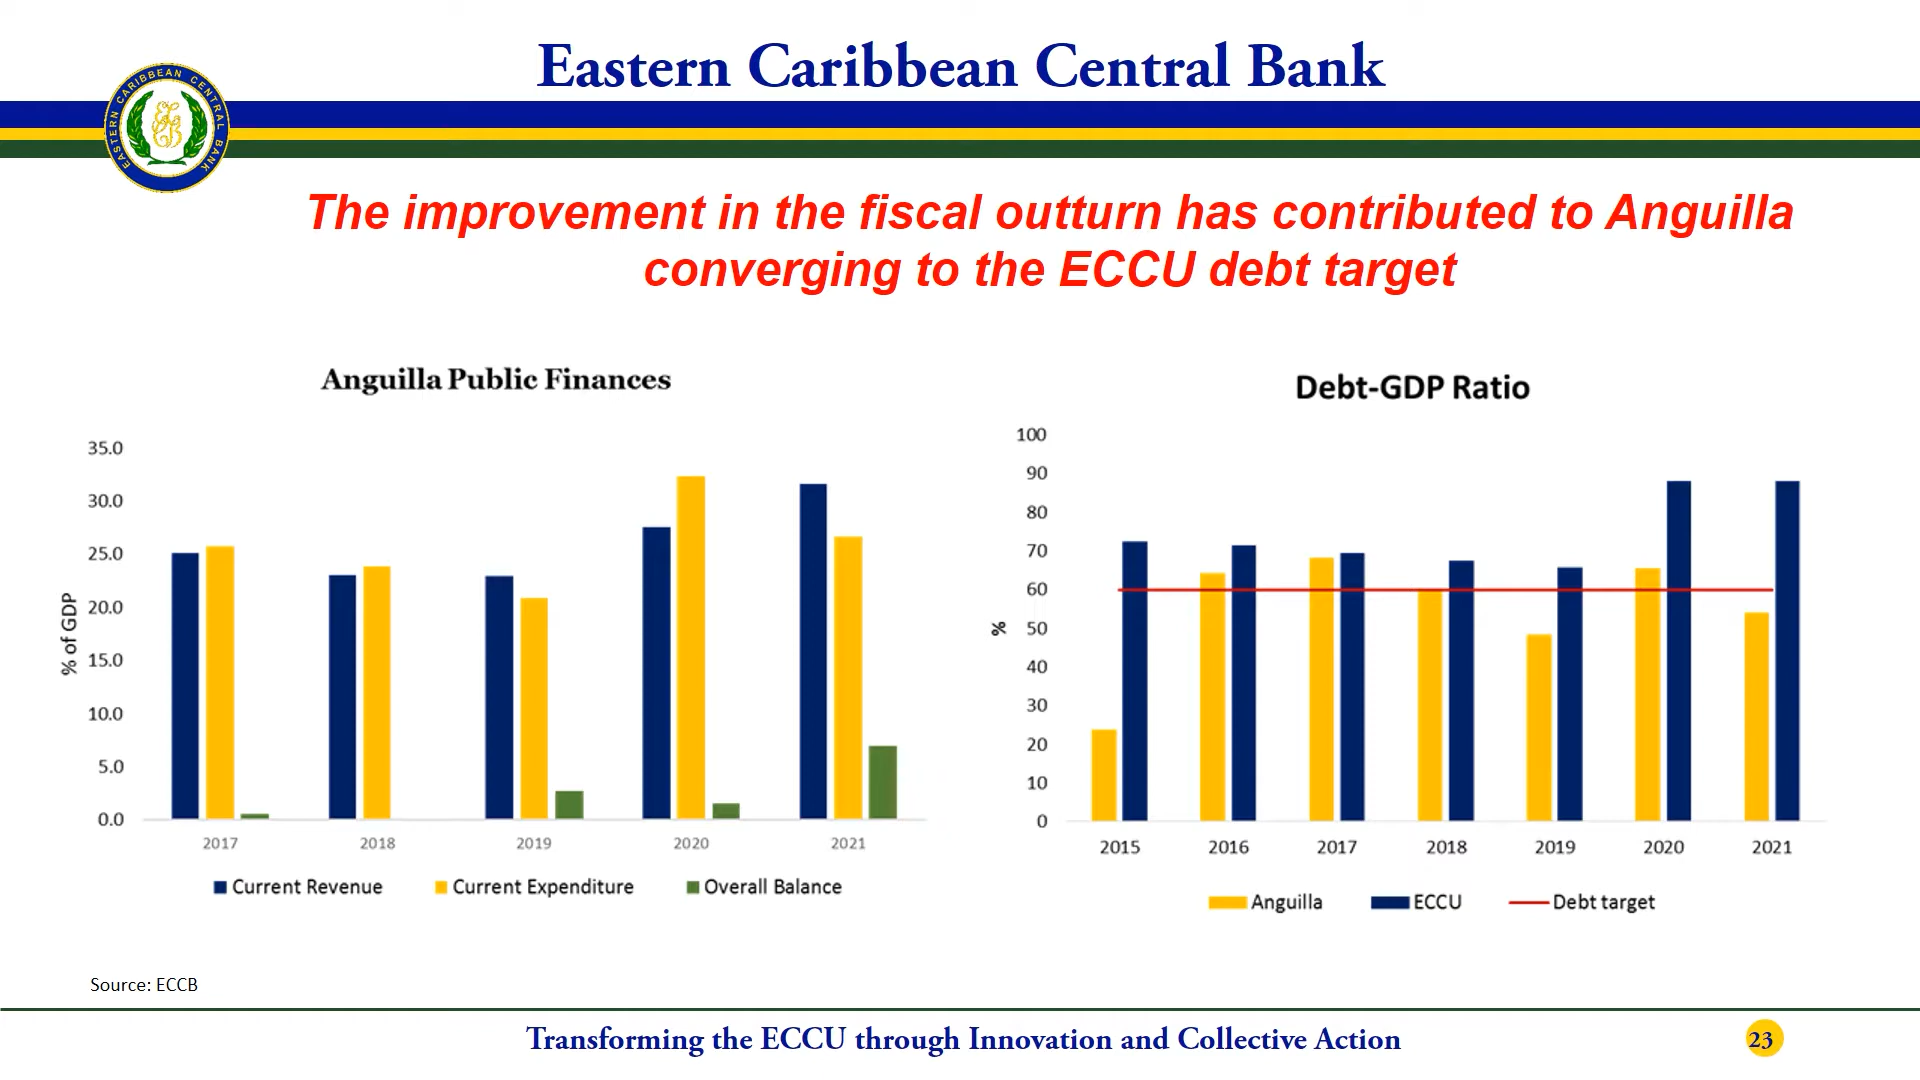 Eastern Caribbean Central Bank
EASTERN CARIBBEAN CENTRAL BANK
The improvement in the fiscal outturn has contributed to Anguilla
converging to the ECCU debt target
Anguilla Public Finances
% of GDP
35.0
30.0
25.0
20.0
15.0
10.0
5.0
0.0
2017 2018 2019 2020 2021
Current Revenue Current Expenditure Overall Balance
Debt-GDP Ratio
%
100
90
80
70
60
50
40
30
20
10
0
2015 2016 2017 2018 2019 2020 2021
Anguilla ECCU Debt target
Source: ECCB
Transforming the ECCU through Innovation and Collective Action
23